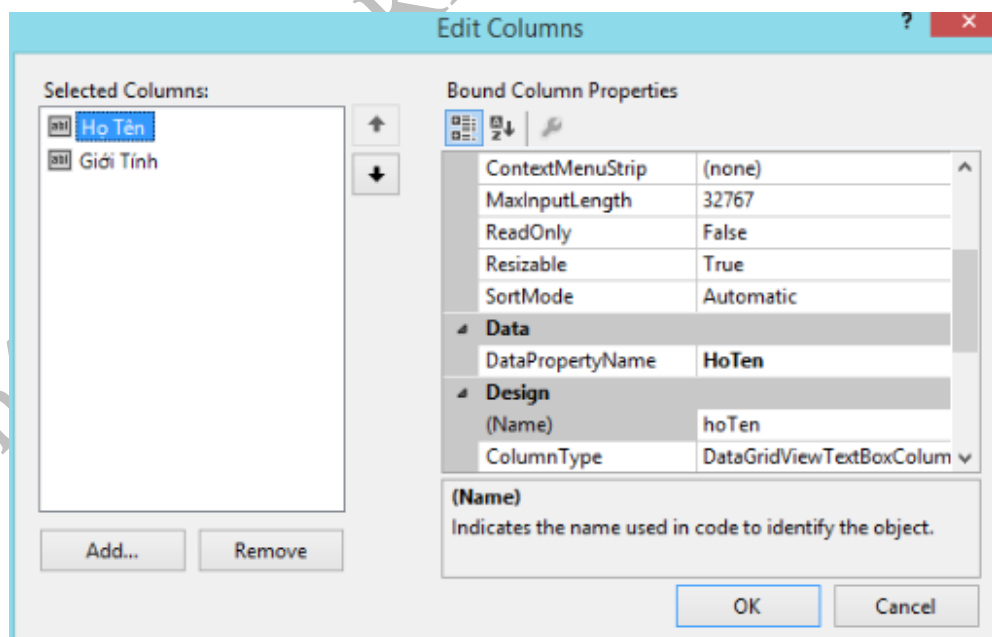 Edit Columns
?
Selected Columns:
Họ Tên
Giới Tính
Add...
Remove
Bound Column Properties
ContextMenuStrip (none)
MaxInputLength 32767
ReadOnly False
Resizable True
SortMode Automatic
Data
DataPropertyName HoTen
Design
(Name) hoTen
ColumnType DataGridViewTextBoxColum
(Name)
Indicates the name used in code to identify the object.
OK
Cancel